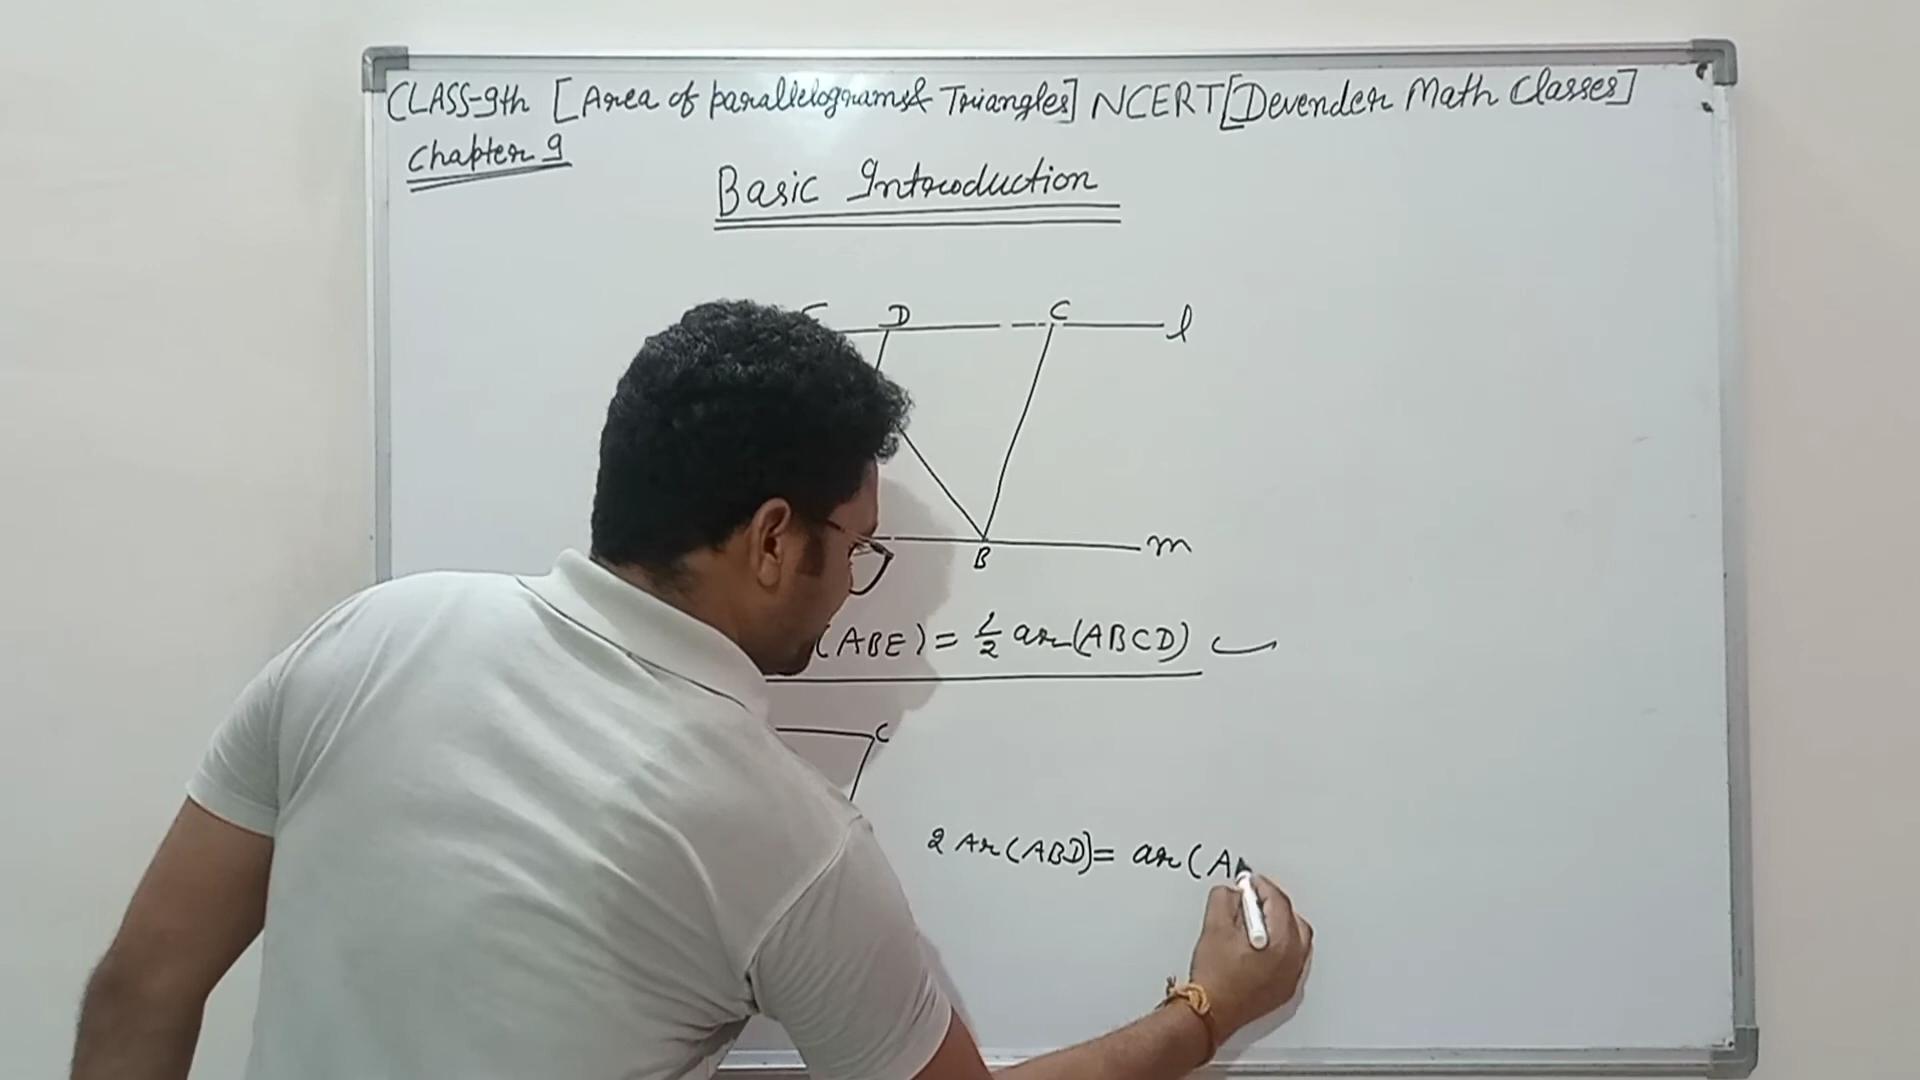 CLASS-9th [Area of parallelograms & Triangles] NCERT [Devender Math Classes]
Chapter 9
Basic Introduction
D C l
B m
(ABE) = 1/2 ar(ABCD)
C
2 Ar(ABD) = ar(A